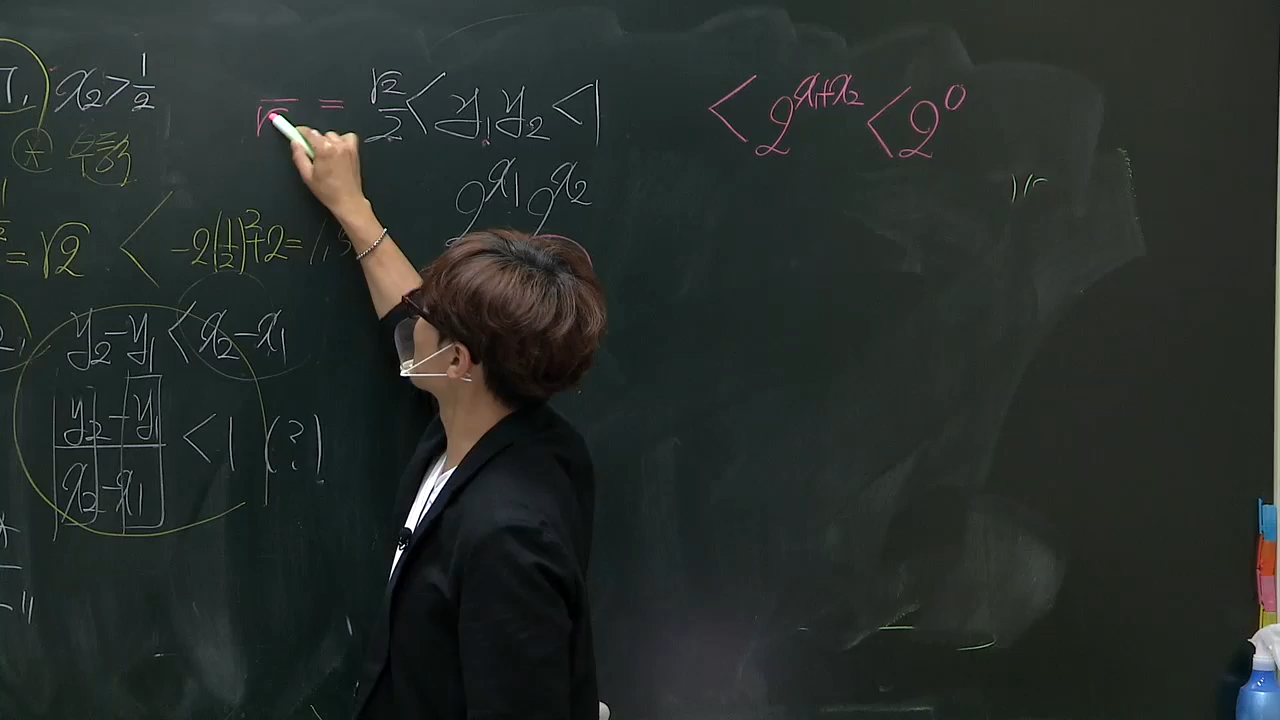 x₂ > 1/2
√ = √2/2 < y₁y₂ < 1
< 2^(x₁+x₂) < 2^0
2^x₁ 2^x₂
= √2 < -2(1/2)²+2 =
y₂-y₁ < x₂-x₁
(y₂-y₁)/(x₂-x₁) < 1 (?)